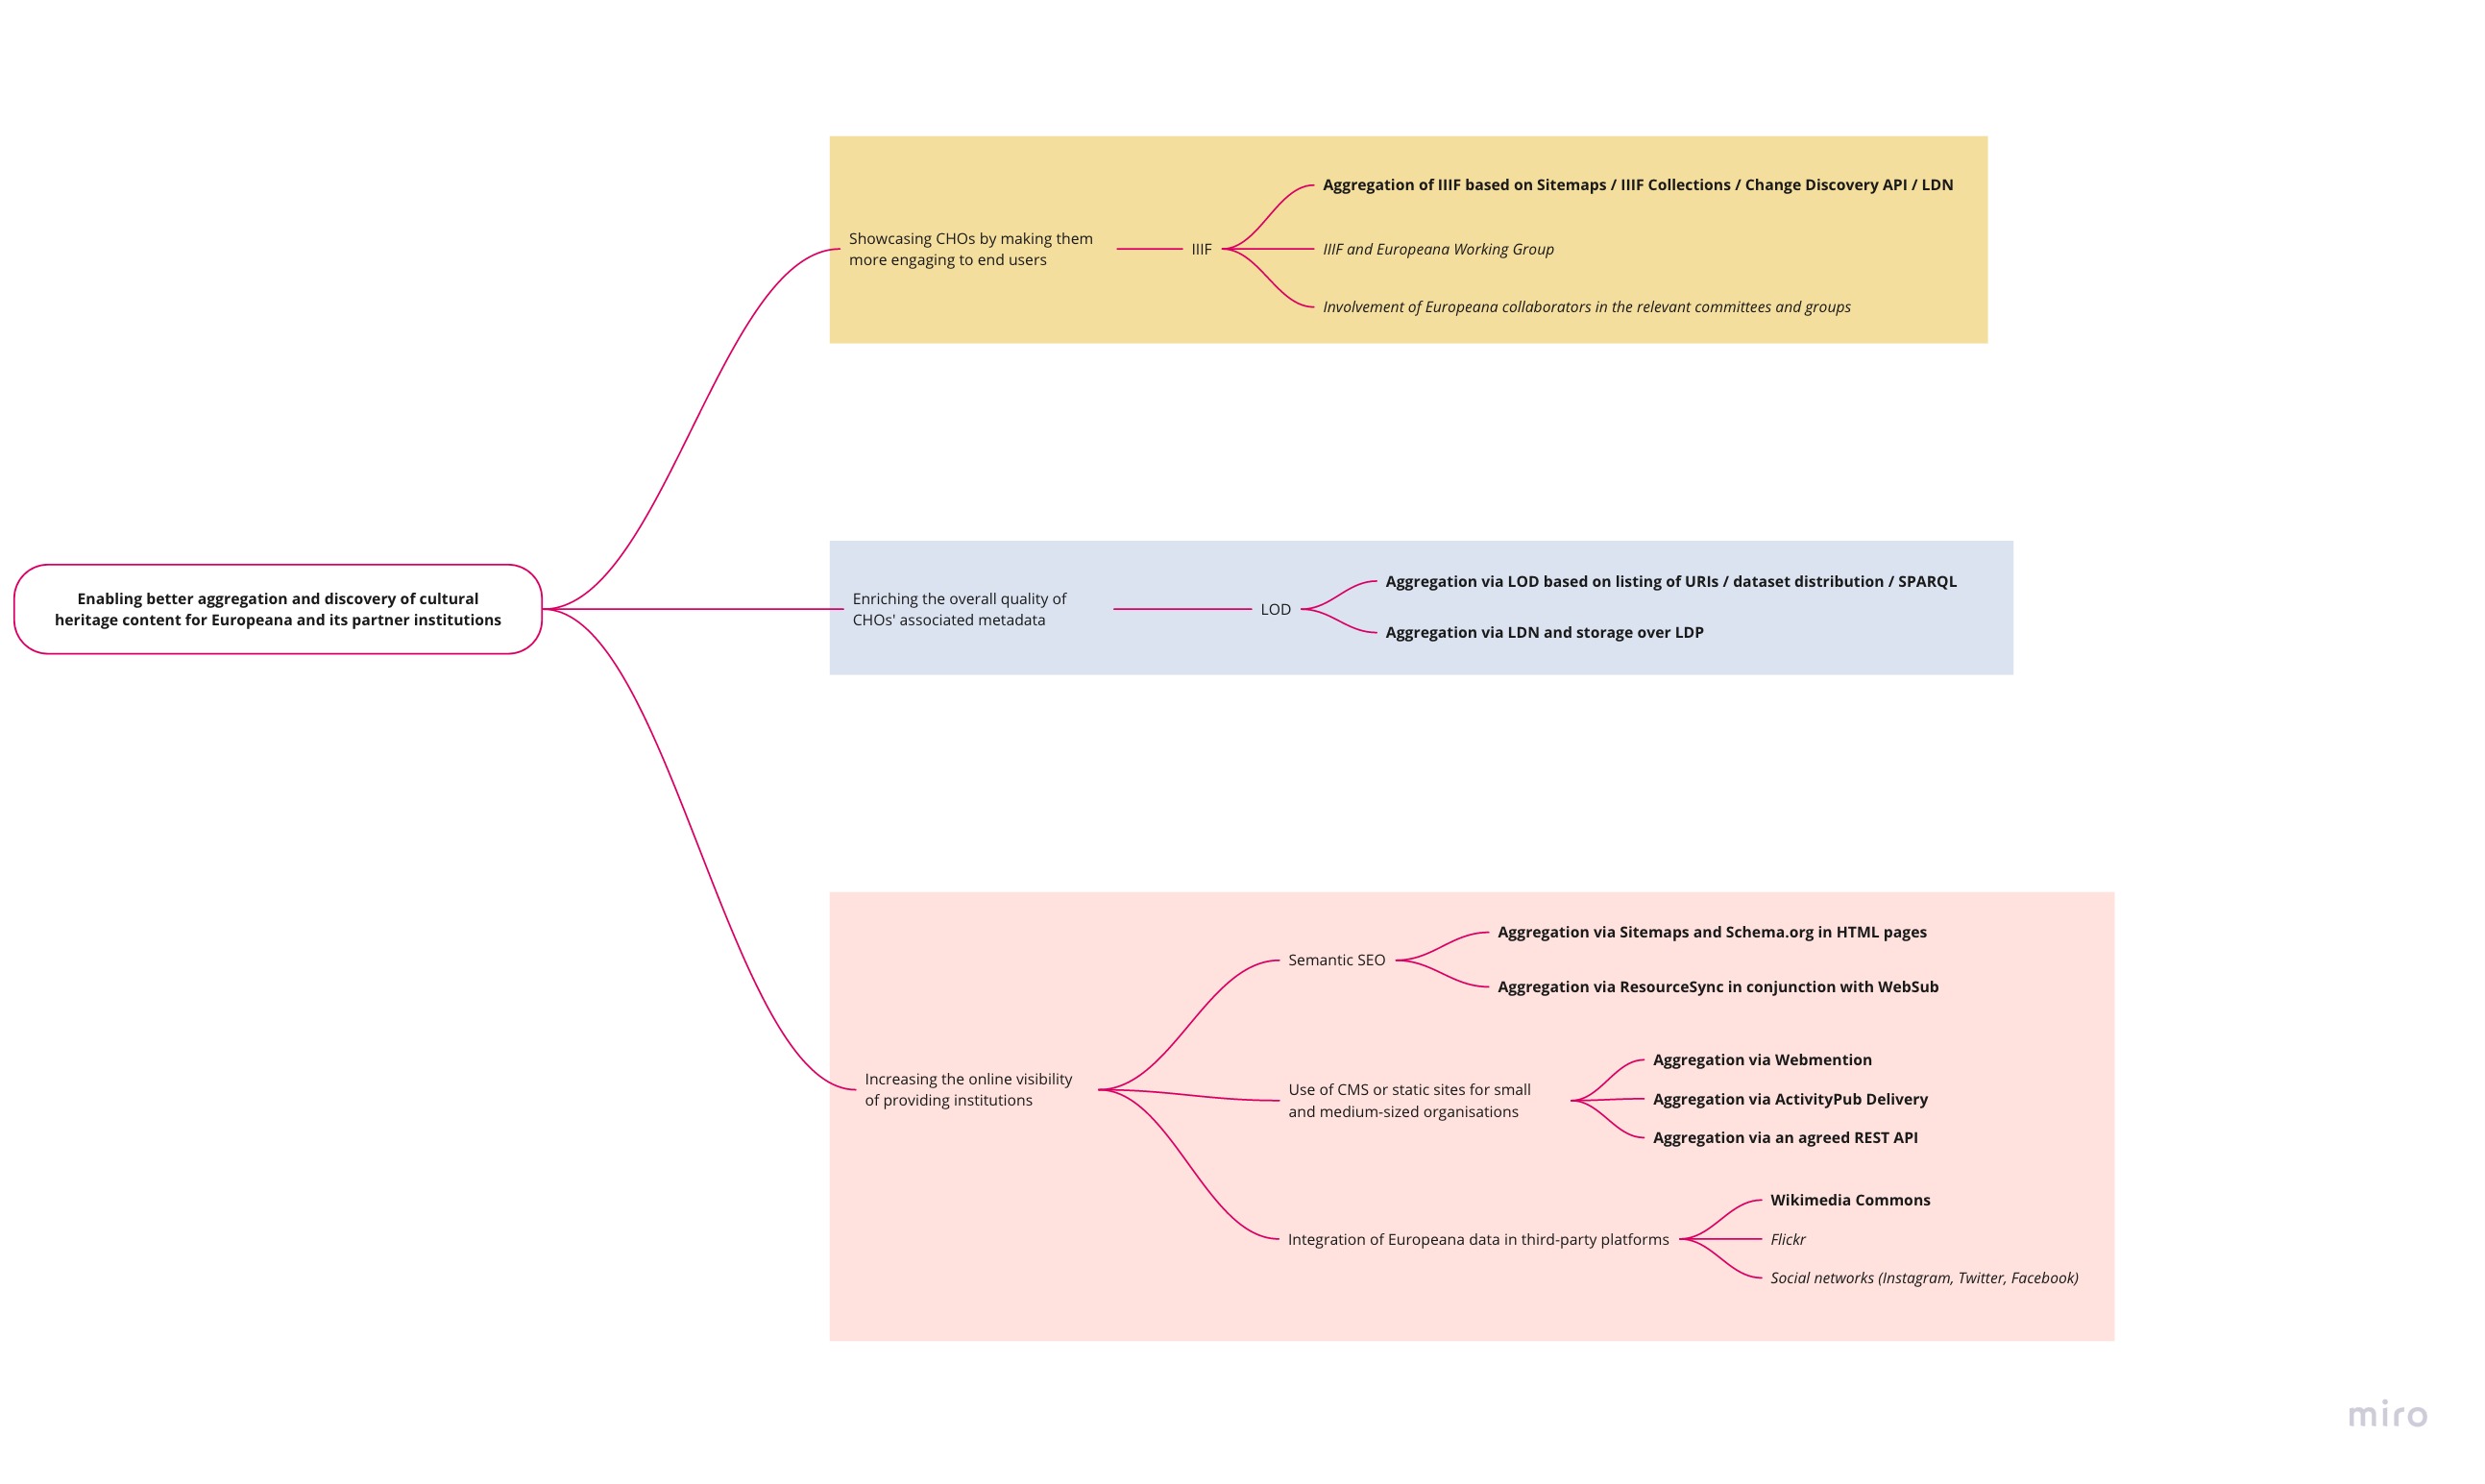 Enabling better aggregation and discovery of cultural
heritage content for Europeana and its partner institutions
Showcasing CHOs by making them
more engaging to end users
IIIF
Aggregation of IIIF based on Sitemaps / IIIF Collections / Change Discovery API / LDN
IIIF and Europeana Working Group
Involvement of Europeana collaborators in the relevant committees and groups
Enriching the overall quality of
CHOs' associated metadata
LOD
Aggregation via LOD based on listing of URIs / dataset distribution / SPARQL
Aggregation via LDN and storage over LDP
Increasing the online visibility
of providing institutions
Semantic SEO
Aggregation via Sitemaps and Schema.org in HTML pages
Aggregation via ResourceSync in conjunction with WebSub
Use of CMS or static sites for small
and medium-sized organisations
Aggregation via Webmention
Aggregation via ActivityPub Delivery
Aggregation via an agreed REST API
Integration of Europeana data in third-party platforms
Wikimedia Commons
Flickr
Social networks (Instagram, Twitter, Facebook)
miro